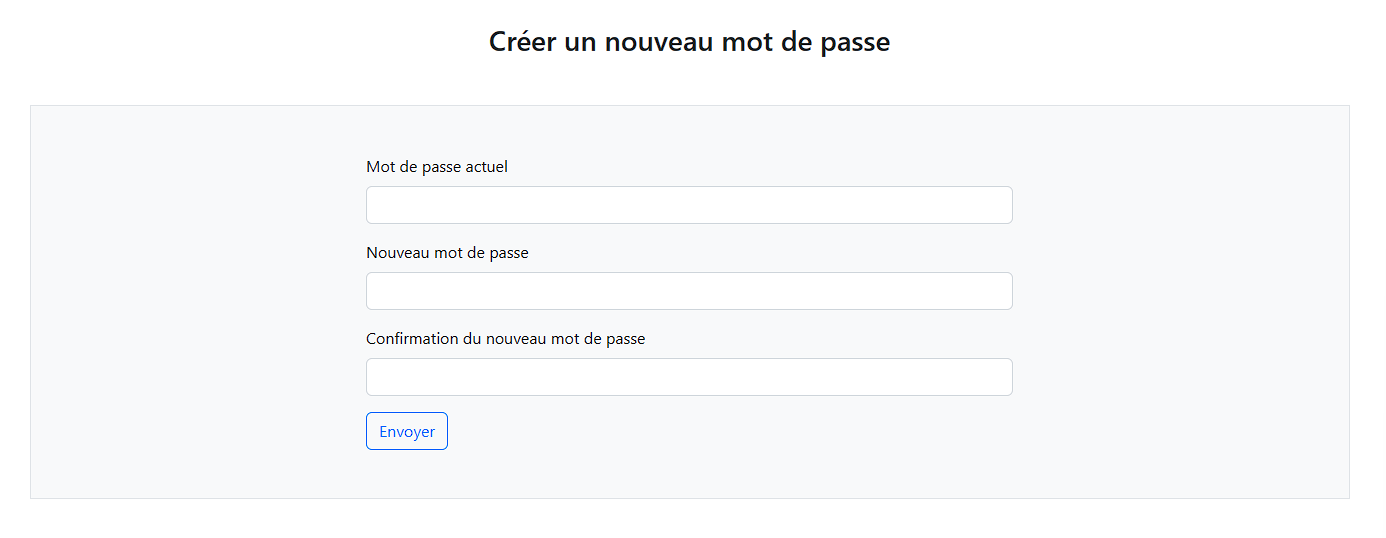 Créer un nouveau mot de passe
Mot de passe actuel
Nouveau mot de passe
Confirmation du nouveau mot de passe
Envoyer